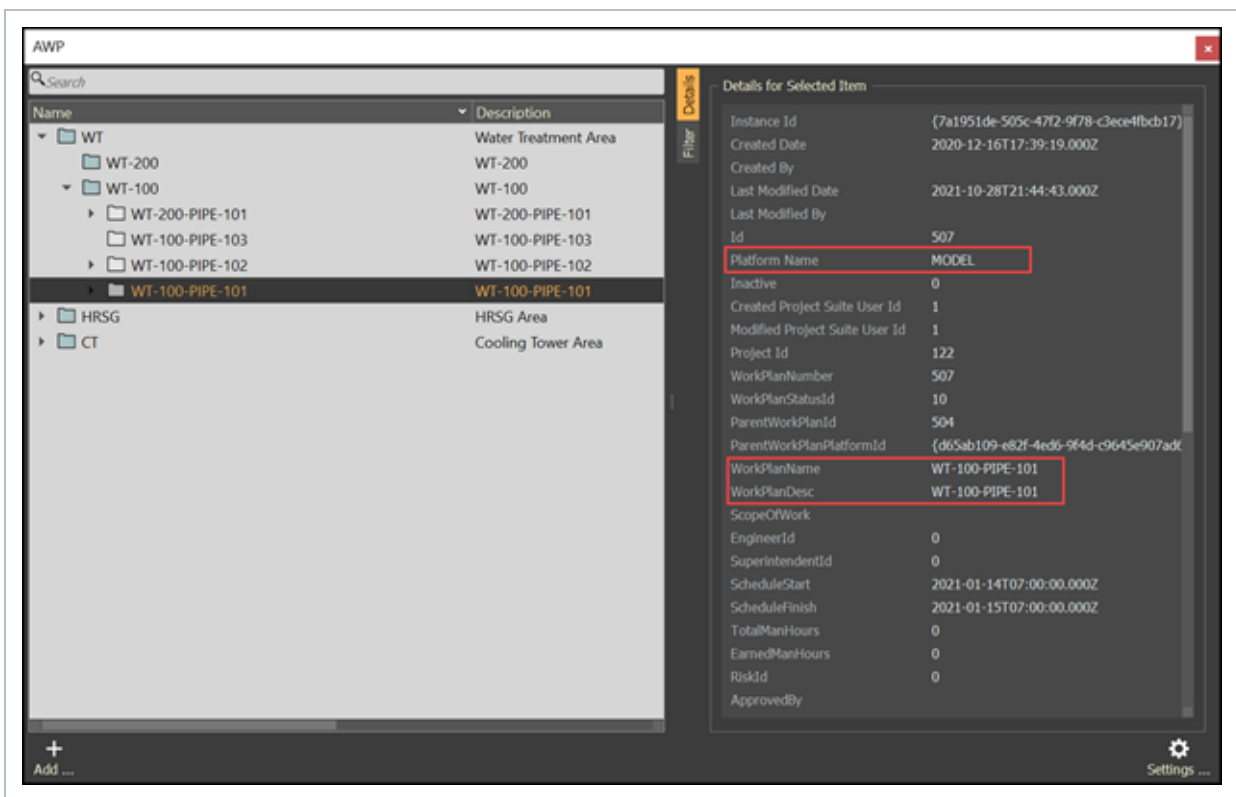 AWP
Search
Name Description
WT Water Treatment Area
WT-200 WT-200
WT-100 WT-100
WT-200-PIPE-101 WT-200-PIPE-101
WT-100-PIPE-103 WT-100-PIPE-103
WT-100-PIPE-102 WT-100-PIPE-102
WT-100-PIPE-101 WT-100-PIPE-101
HRSG HRSG Area
CT Cooling Tower Area
Add ...
Details
Filter
Details for Selected Item
Instance Id {7a1951de-505c-47f2-9f78-c3ece4fbcb17}
Created Date 2020-12-16T17:39:19.000Z
Created By
Last Modified Date 2021-10-28T21:44:43.000Z
Last Modified By
Id 507
Platform Name MODEL
Inactive 0
Created Project Suite User Id 1
Modified Project Suite User Id 1
Project Id 122
WorkPlanNumber 507
WorkPlanStatusId 10
ParentWorkPlanId 504
ParentWorkPlanPlatformId {d65ab109-e82f-4ed6-9f4d-c9645e907ad6
WorkPlanName WT-100-PIPE-101
WorkPlanDesc WT-100-PIPE-101
ScopeOfWork
EngineerId 0
SuperintendentId 0
ScheduleStart 2021-01-14T07:00:00.000Z
ScheduleFinish 2021-01-15T07:00:00.000Z
TotalManHours 0
EarnedManHours 0
RiskId 0
ApprovedBy
Settings ...